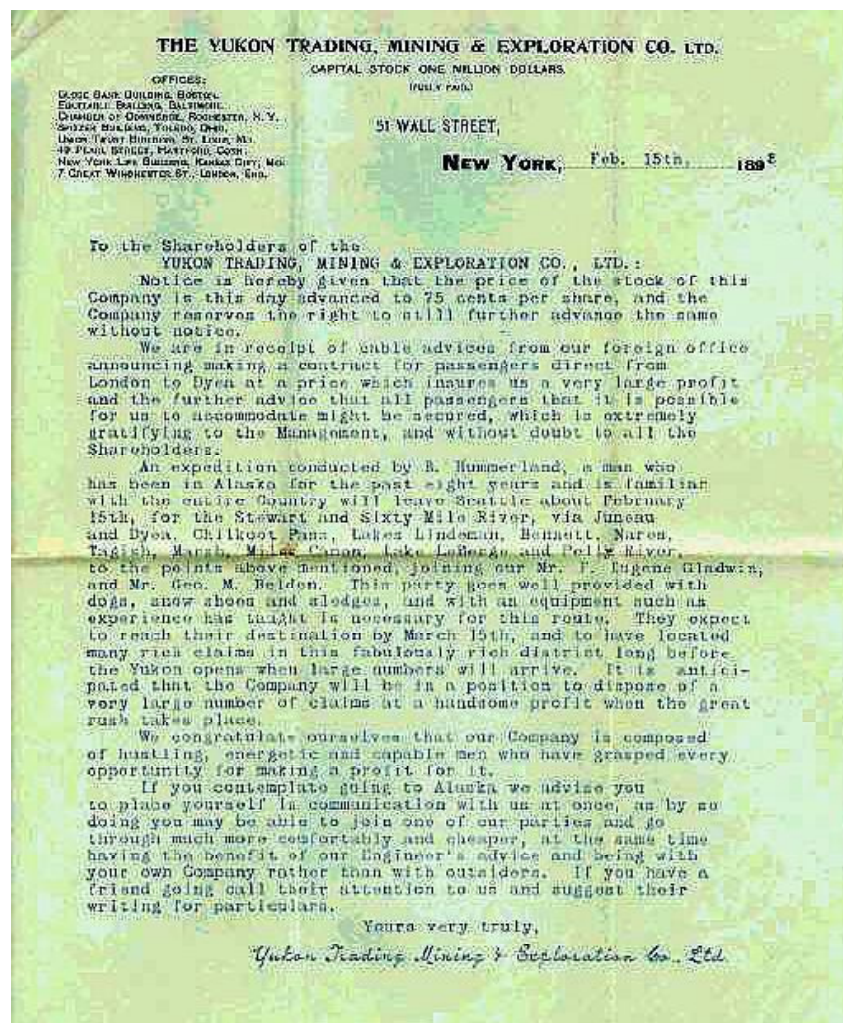 THE YUKON TRADING, MINING & EXPLORATION CO. LTD.
CAPITAL STOCK ONE MILLION DOLLARS.
(FULLY PAID.)
OFFICES:
GLOBE BANK BUILDING, BOSTON.
EQUITABLE BUILDING, BALTIMORE.
CHAMBER OF COMMERCE, ROCHESTER, N. Y.
SPITZER BUILDING, TOLEDO, OHIO.
UNION TRUST BUILDING, ST. LOUIS, MO.
49 PEARL STREET, HARTFORD, CONN.
NEW YORK LIFE BUILDING, KANSAS CITY, MO.
7 GREAT WINCHESTER ST., LONDON, ENG.
51 WALL STREET,
NEW YORK, Feb. 15th, 1898
To the Shareholders of the
YUKON TRADING, MINING & EXPLORATION CO., LTD.:
Notice is hereby given that the price of the stock of this
Company is this day advanced to 75 cents per share, and the
Company reserves the right to still further advance the same
without notice.
We are in receipt of cable advices from our foreign office
announcing making a contract for passengers direct from
London to Dyea at a price which insures us a very large profit
and the further advice that all passengers that it is possible
for us to accommodate might be secured, which is extremely
gratifying to the Management, and without doubt to all the
Shareholders.
An expedition conducted by B. Hummerland, a man who
has been in Alaska for the past eight years and is familiar
with the entire Country will leave Seattle about February
15th, for the Stewart and Sixty Mile River, via Juneau
and Dyea, Chilkoot Pass, Lakes Lindeman, Bennett, Nares,
Tagish, Marsh, Miles Canon, Lake LaBerge and Pelly River,
to the points above mentioned, joining our Mr. Eugene Gladwin,
and Mr. Geo. M. Belden. This party goes well provided with
dogs, snow shoes and sledges, and with an equipment such as
experience has taught is necessary for this route. They expect
to reach their destination by March 15th, and to have located
many rich claims in this fabulously rich district long before
the Yukon opens when large numbers will arrive. It is antici-
pated that the Company will be in a position to dispose of a
very large number of claims at a handsome profit when the great
rush takes place.
We congratulate ourselves that our Company is composed
of hustling, energetic and capable men who have grasped every
opportunity for making a profit for it.
If you contemplate going to Alaska we advise you
to place yourself in communication with us at once, as by so
doing you may be able to join one of our parties and go
through much more comfortably and cheaper, at the same time
having the benefit of our Engineer's advice and being with
your own Company rather than with outsiders. If you have a
friend going call their attention to us and suggest their
writing for particulars.
Yours very truly,
Yukon Trading Mining & Exploration Co., Ltd.